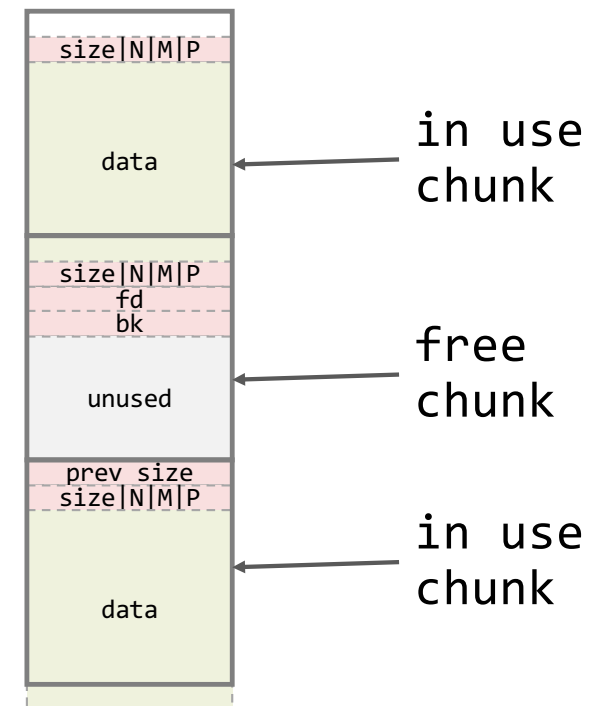 size|N|M|P
data
in use
chunk
size|N|M|P
fd
bk
unused
free
chunk
prev size
size|N|M|P
data
in use
chunk